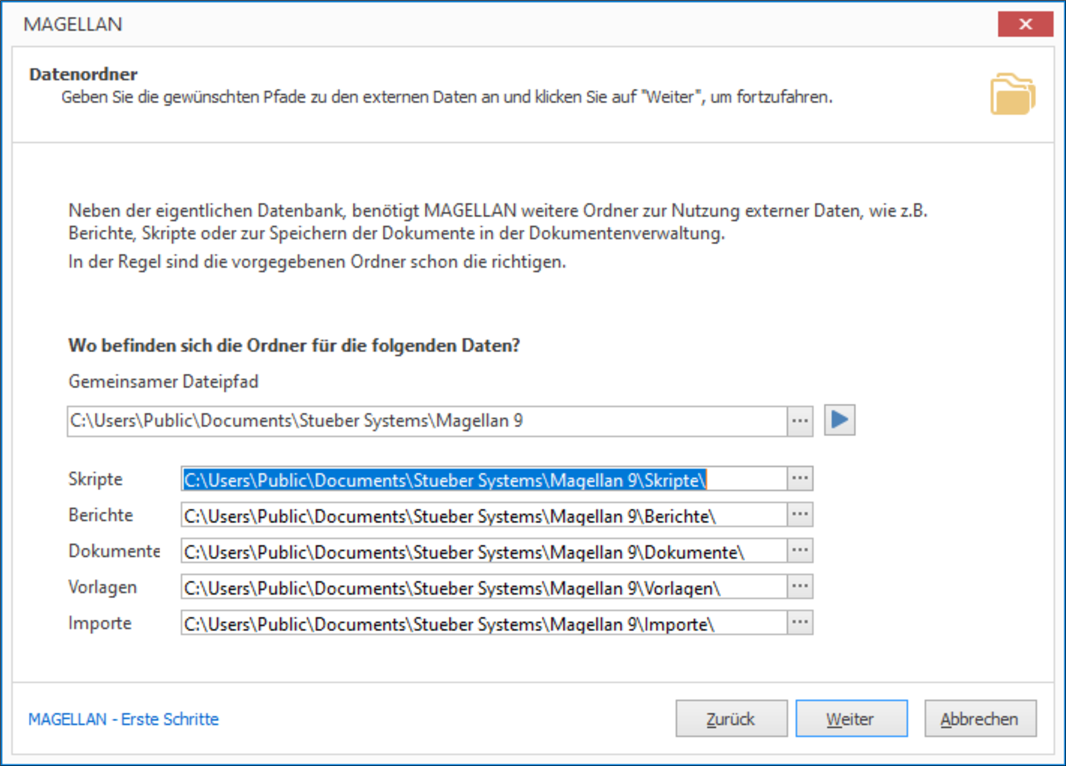 MAGELLAN
Datenordner
Geben Sie die gewünschten Pfade zu den externen Daten an und klicken Sie auf "Weiter", um fortzufahren.
Neben der eigentlichen Datenbank, benötigt MAGELLAN weitere Ordner zur Nutzung externer Daten, wie z.B.
Berichte, Skripte oder zur Speichern der Dokumente in der Dokumentenverwaltung.
In der Regel sind die vorgegebenen Ordner schon die richtigen.
Wo befinden sich die Ordner für die folgenden Daten?
Gemeinsamer Dateipfad
C:\Users\Public\Documents\Stueber Systems\Magellan 9 ...
Skripte C:\Users\Public\Documents\Stueber Systems\Magellan 9\Skripte\ ...
Berichte C:\Users\Public\Documents\Stueber Systems\Magellan 9\Berichte\ ...
Dokumente C:\Users\Public\Documents\Stueber Systems\Magellan 9\Dokumente\ ...
Vorlagen C:\Users\Public\Documents\Stueber Systems\Magellan 9\Vorlagen\ ...
Importe C:\Users\Public\Documents\Stueber Systems\Magellan 9\Importe\ ...
MAGELLAN - Erste Schritte Zurück Weiter Abbrechen